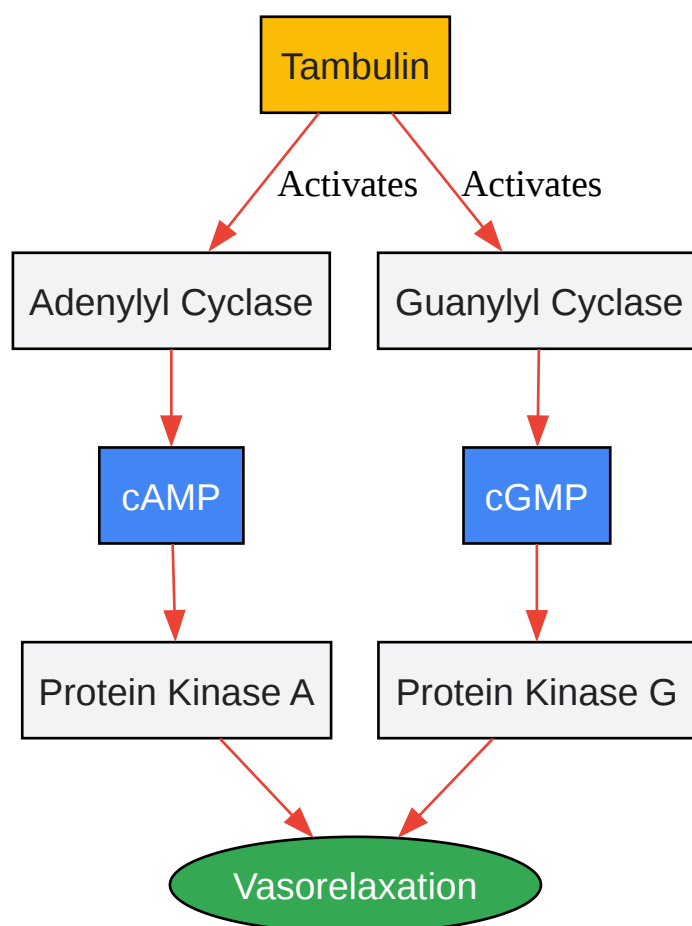 Tambulin
Activates
Activates
Adenylyl Cyclase
Guanylyl Cyclase
cAMP
cGMP
Protein Kinase A
Protein Kinase G
Vasorelaxation